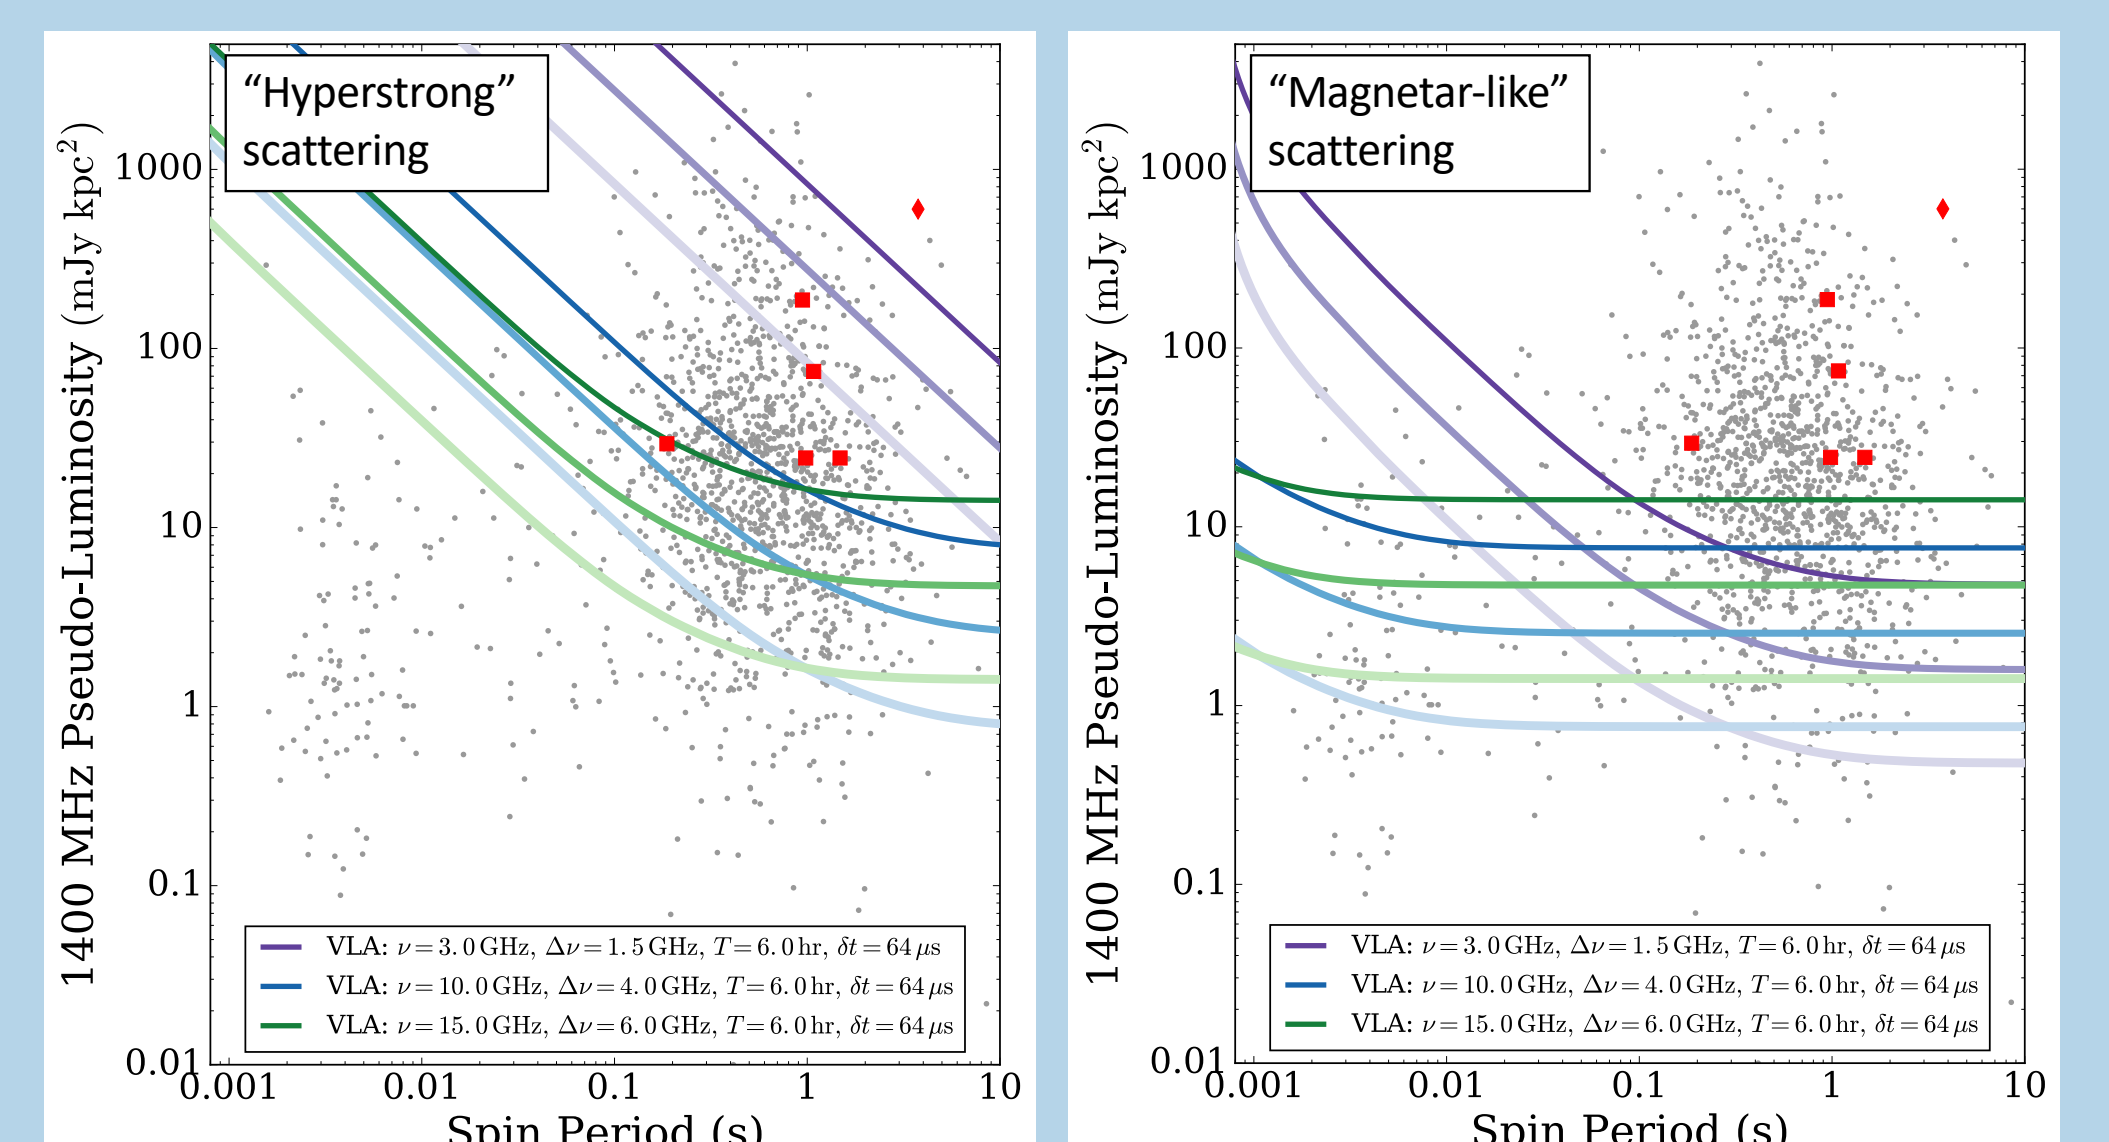 “Hyperstrong”
scattering
1400 MHz Pseudo-Luminosity (mJy kpc²)
1000
100
10
1
0.1
0.01
VLA: ν = 3.0 GHz, Δν = 1.5 GHz, T = 6.0 hr, δt = 64 μs
VLA: ν = 10.0 GHz, Δν = 4.0 GHz, T = 6.0 hr, δt = 64 μs
VLA: ν = 15.0 GHz, Δν = 6.0 GHz, T = 6.0 hr, δt = 64 μs
0.001 0.01 0.1 1 10
Spin Period (s)
“Magnetar-like”
scattering
1400 MHz Pseudo-Luminosity (mJy kpc²)
1000
100
10
1
0.1
0.01
VLA: ν = 3.0 GHz, Δν = 1.5 GHz, T = 6.0 hr, δt = 64 μs
VLA: ν = 10.0 GHz, Δν = 4.0 GHz, T = 6.0 hr, δt = 64 μs
VLA: ν = 15.0 GHz, Δν = 6.0 GHz, T = 6.0 hr, δt = 64 μs
0.001 0.01 0.1 1 10
Spin Period (s)